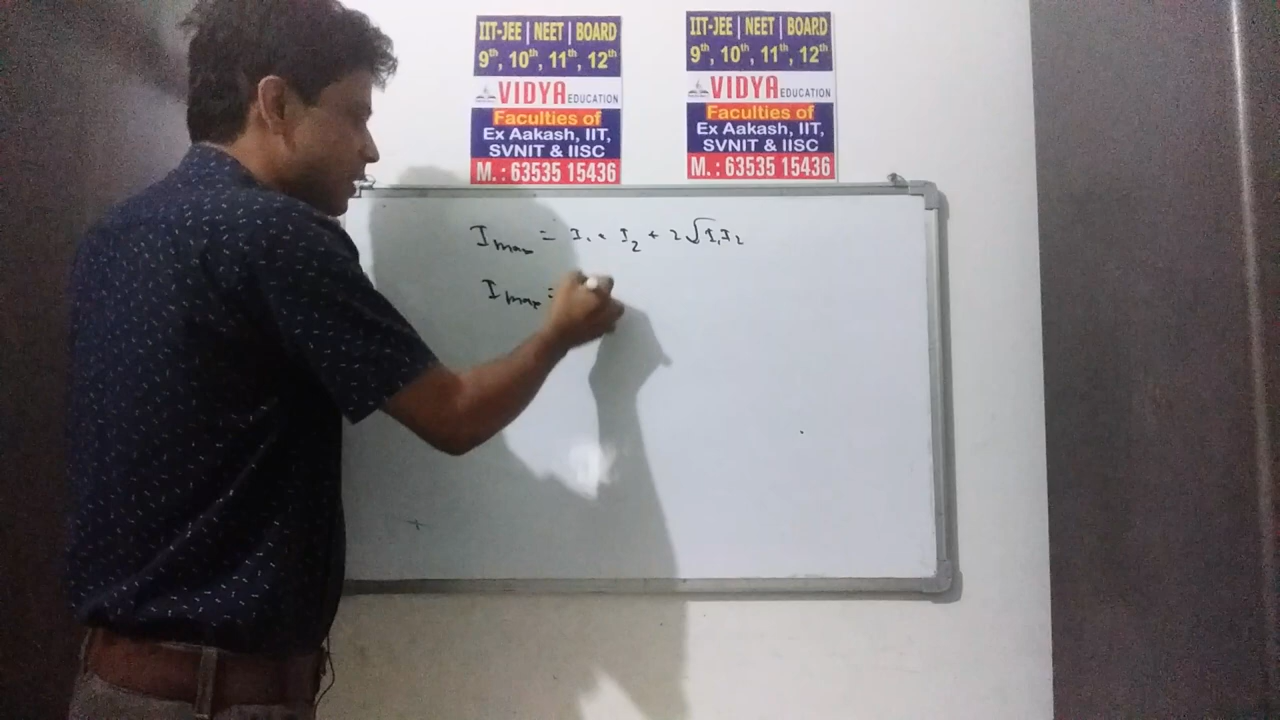 IIT-JEE | NEET | BOARD
9th, 10th, 11th, 12th
VIDYA EDUCATION
Faculties of
Ex Aakash, IIT,
SVNIT & IISC
M. : 63535 15436
IIT-JEE | NEET | BOARD
9th, 10th, 11th, 12th
VIDYA EDUCATION
Faculties of
Ex Aakash, IIT,
SVNIT & IISC
M. : 63535 15436
I max = I1 + I2 + 2√I1I2
I max =